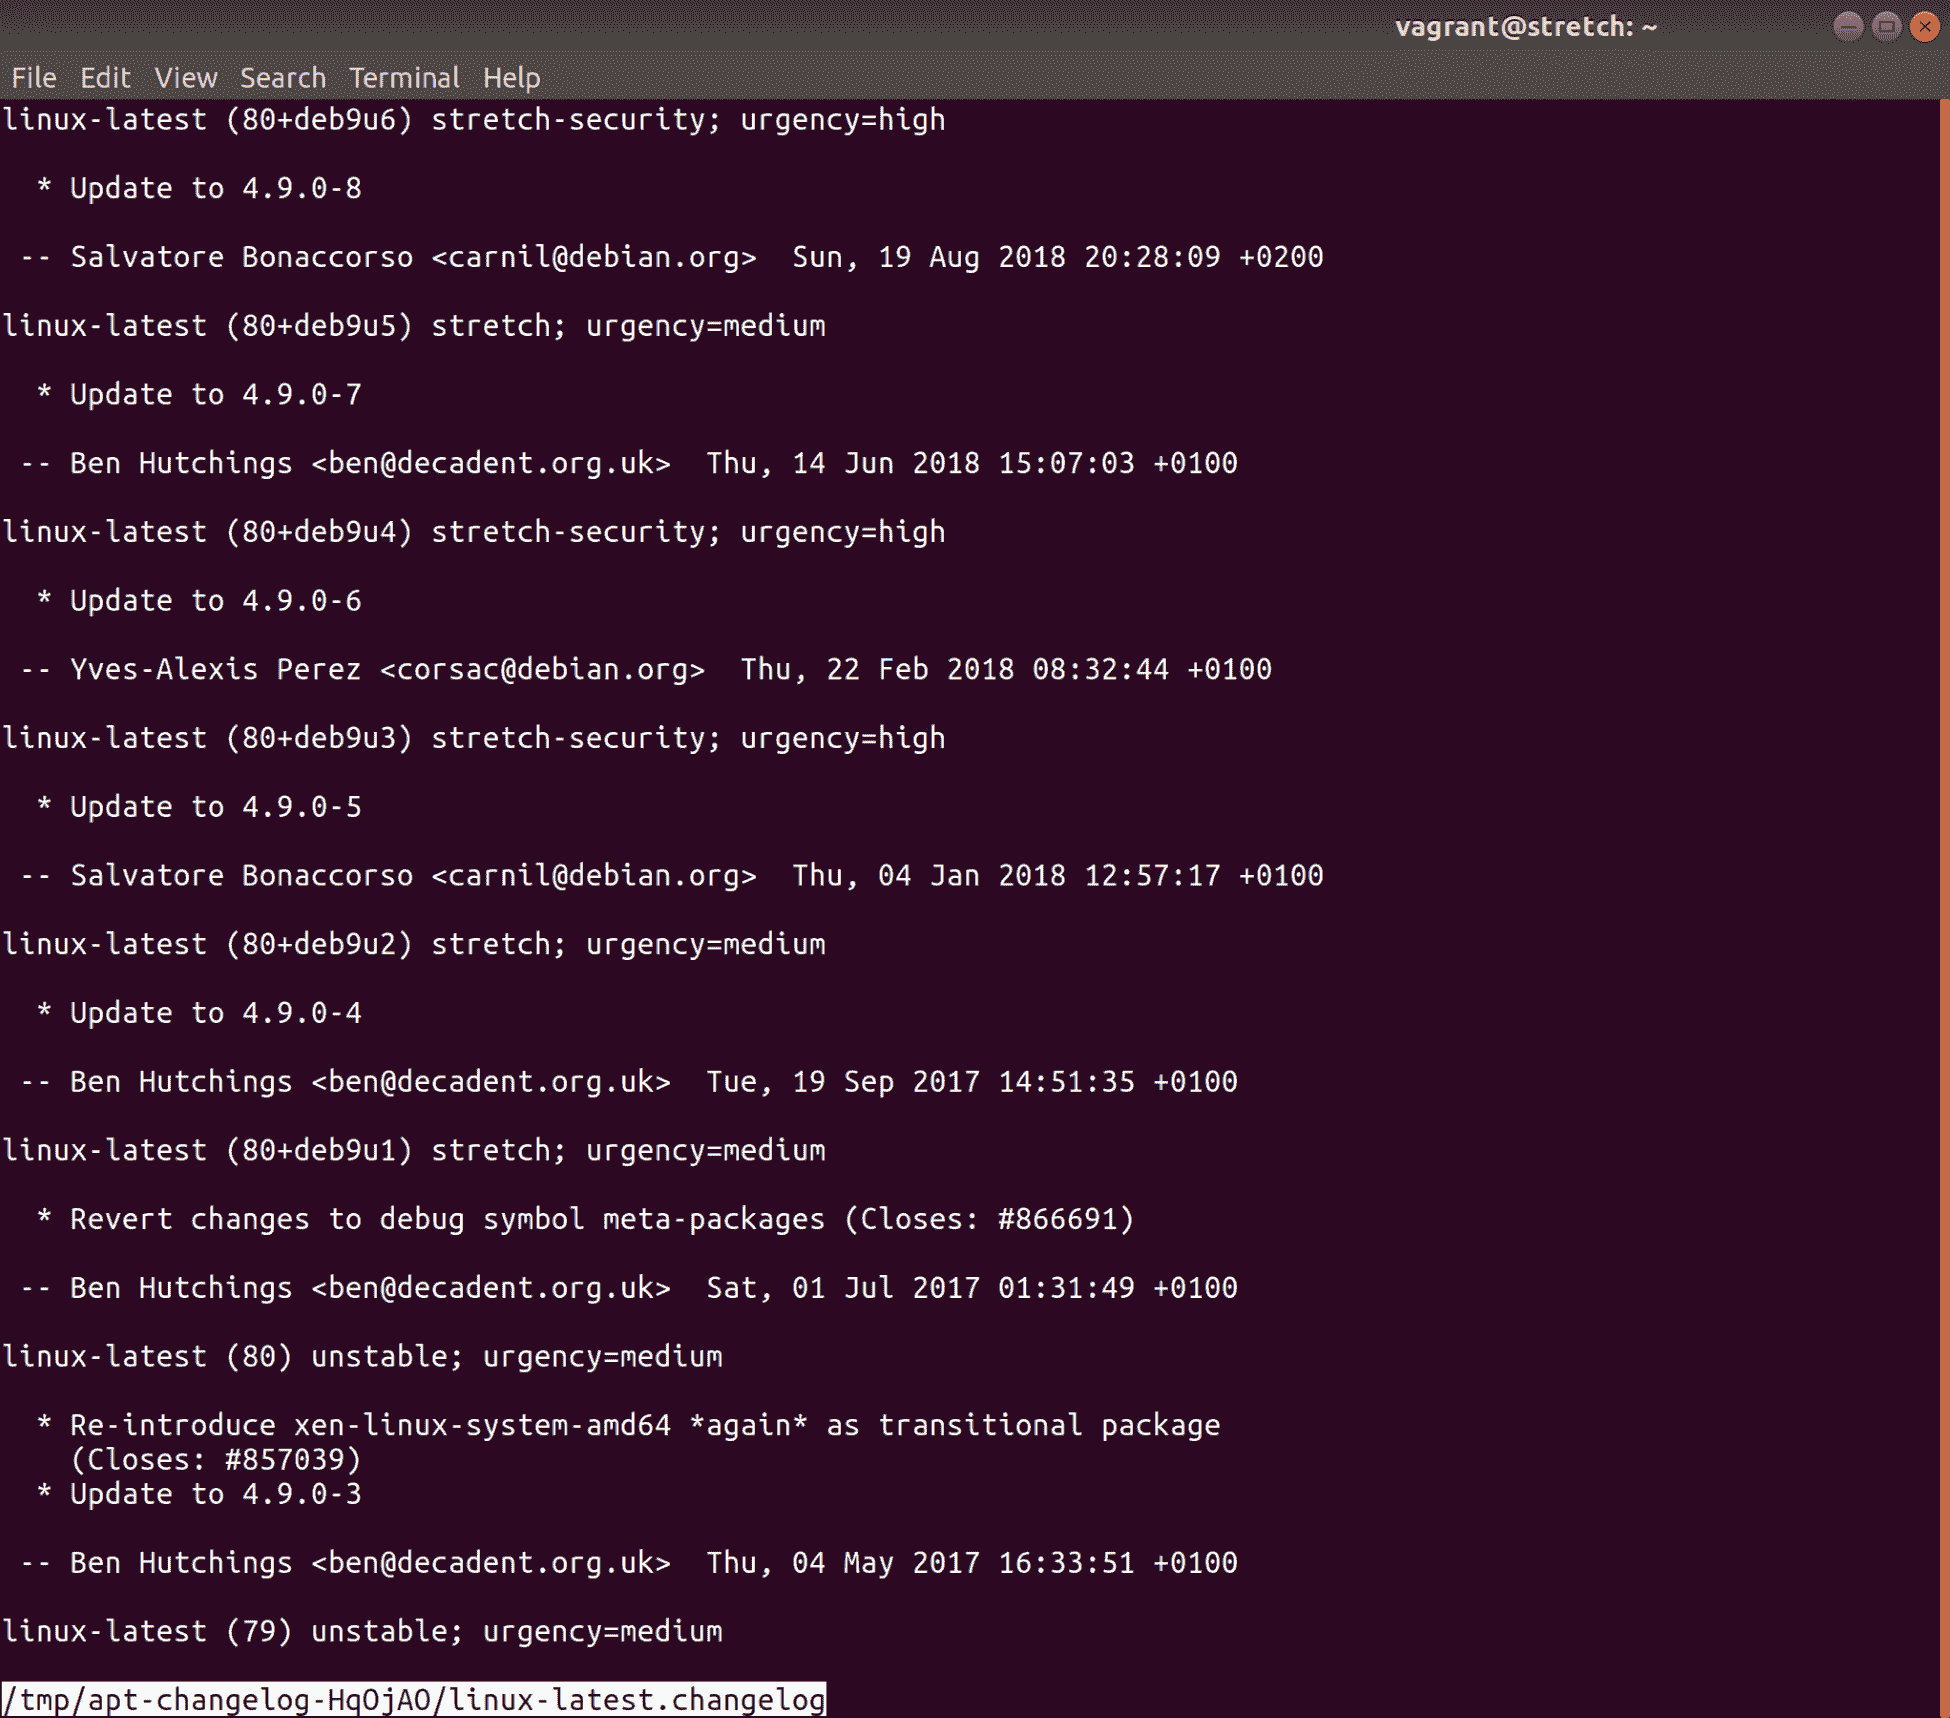 vagrant@stretch: ~
File Edit View Search Terminal Help
linux-latest (80+deb9u6) stretch-security; urgency=high
  * Update to 4.9.0-8
 -- Salvatore Bonaccorso <carnil@debian.org>  Sun, 19 Aug 2018 20:28:09 +0200
linux-latest (80+deb9u5) stretch; urgency=medium
  * Update to 4.9.0-7
 -- Ben Hutchings <ben@decadent.org.uk>  Thu, 14 Jun 2018 15:07:03 +0100
linux-latest (80+deb9u4) stretch-security; urgency=high
  * Update to 4.9.0-6
 -- Yves-Alexis Perez <corsac@debian.org>  Thu, 22 Feb 2018 08:32:44 +0100
linux-latest (80+deb9u3) stretch-security; urgency=high
  * Update to 4.9.0-5
 -- Salvatore Bonaccorso <carnil@debian.org>  Thu, 04 Jan 2018 12:57:17 +0100
linux-latest (80+deb9u2) stretch; urgency=medium
  * Update to 4.9.0-4
 -- Ben Hutchings <ben@decadent.org.uk>  Tue, 19 Sep 2017 14:51:35 +0100
linux-latest (80+deb9u1) stretch; urgency=medium
  * Revert changes to debug symbol meta-packages (Closes: #866691)
 -- Ben Hutchings <ben@decadent.org.uk>  Sat, 01 Jul 2017 01:31:49 +0100
linux-latest (80) unstable; urgency=medium
  * Re-introduce xen-linux-system-amd64 *again* as transitional package
    (Closes: #857039)
  * Update to 4.9.0-3
 -- Ben Hutchings <ben@decadent.org.uk>  Thu, 04 May 2017 16:33:51 +0100
linux-latest (79) unstable; urgency=medium
/tmp/apt-changelog-HqOjAO/linux-latest.changelog